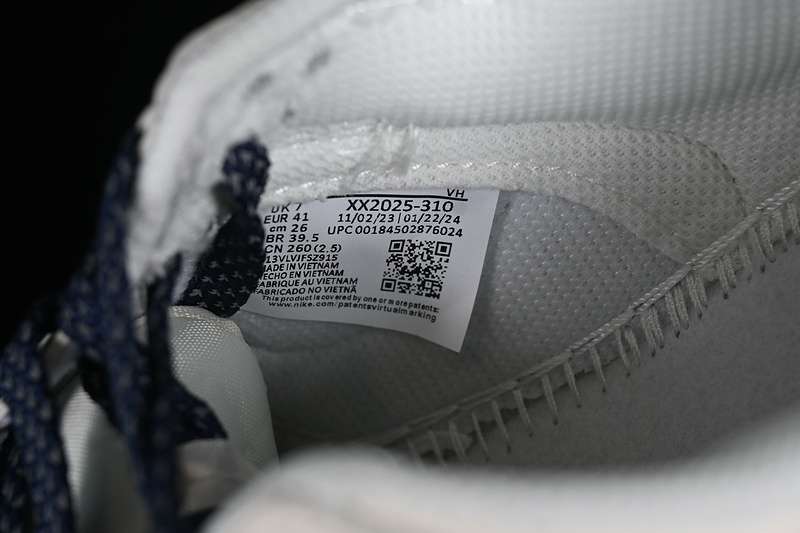 VH
UK 7
EUR 41
cm 26
BR 39.5
CN 260 (2.5)
XX2025-310
11/02/23|01/22/24
UPC 00184502876024
13VLVIFSZ915
MADE IN VIETNAM
HECHO EN VIETNAM
FABRIQUE AU VIETNAM
FABRICADO NO VIETNÃ
This product is covered by one or more patents:
www.nike.com/patentsvirtualmarking